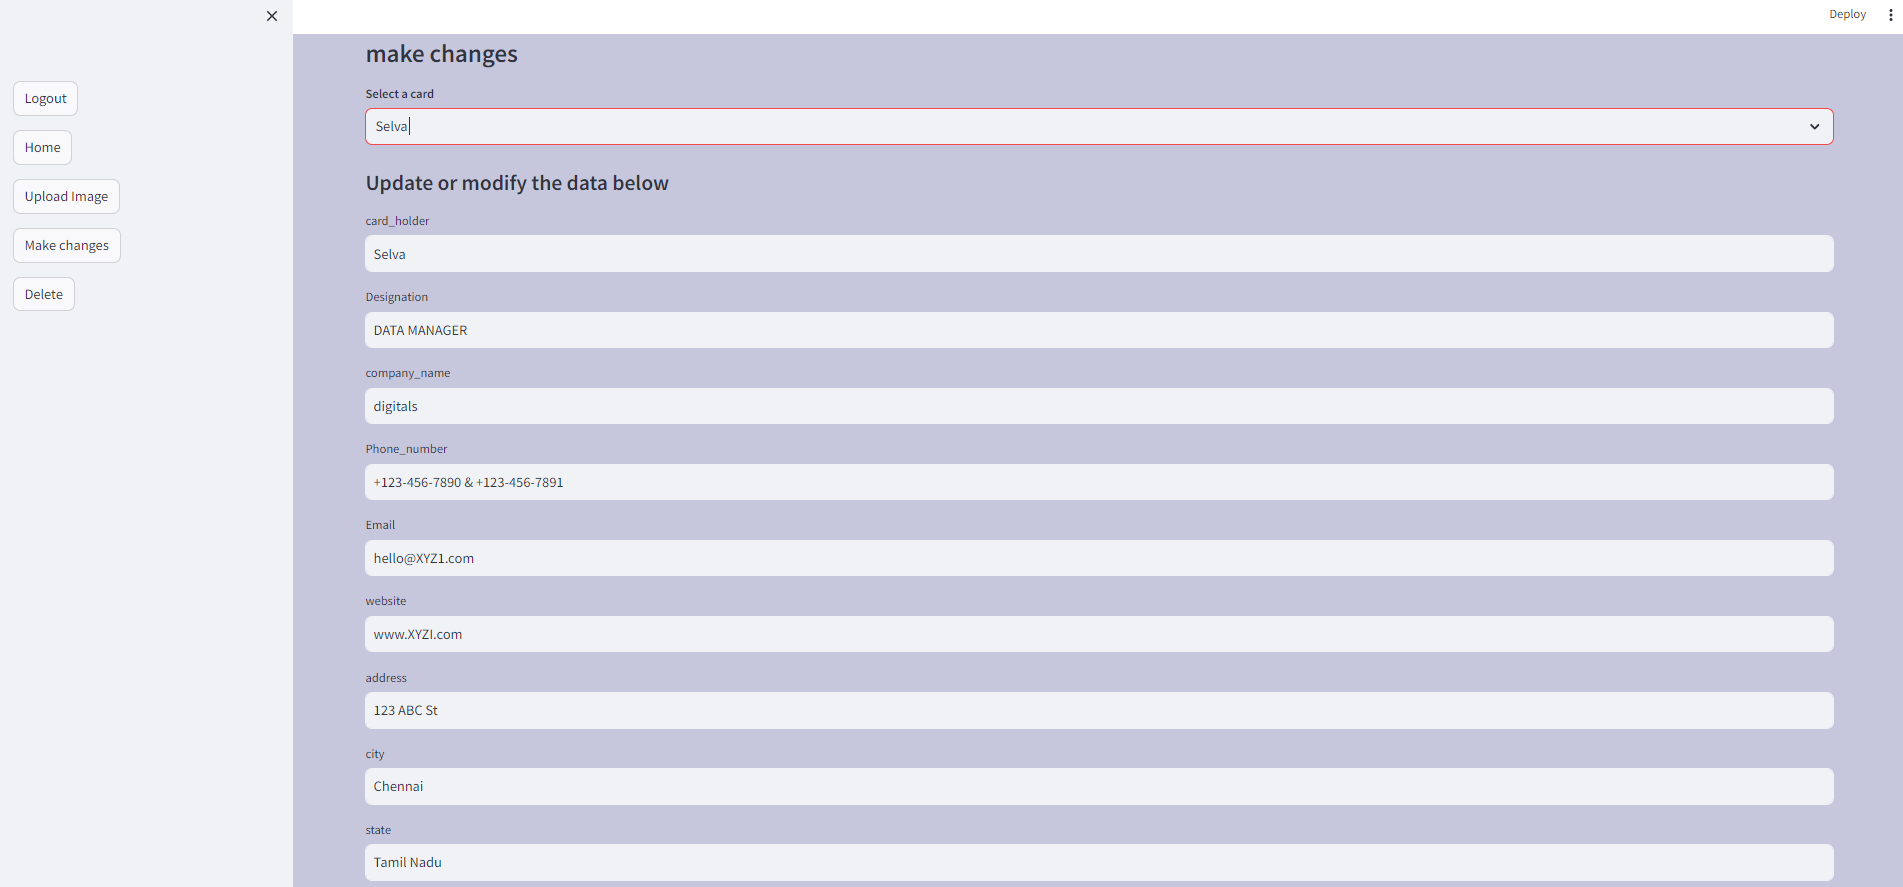 Deploy
Logout
Home
Upload Image
Make changes
Delete
make changes
Select a card
Selva
Update or modify the data below
card_holder
Selva
Designation
DATA MANAGER
company_name
digitals
Phone_number
+123-456-7890 & +123-456-7891
Email
hello@XYZ1.com
website
www.XYZI.com
address
123 ABC St
city
Chennai
state
Tamil Nadu